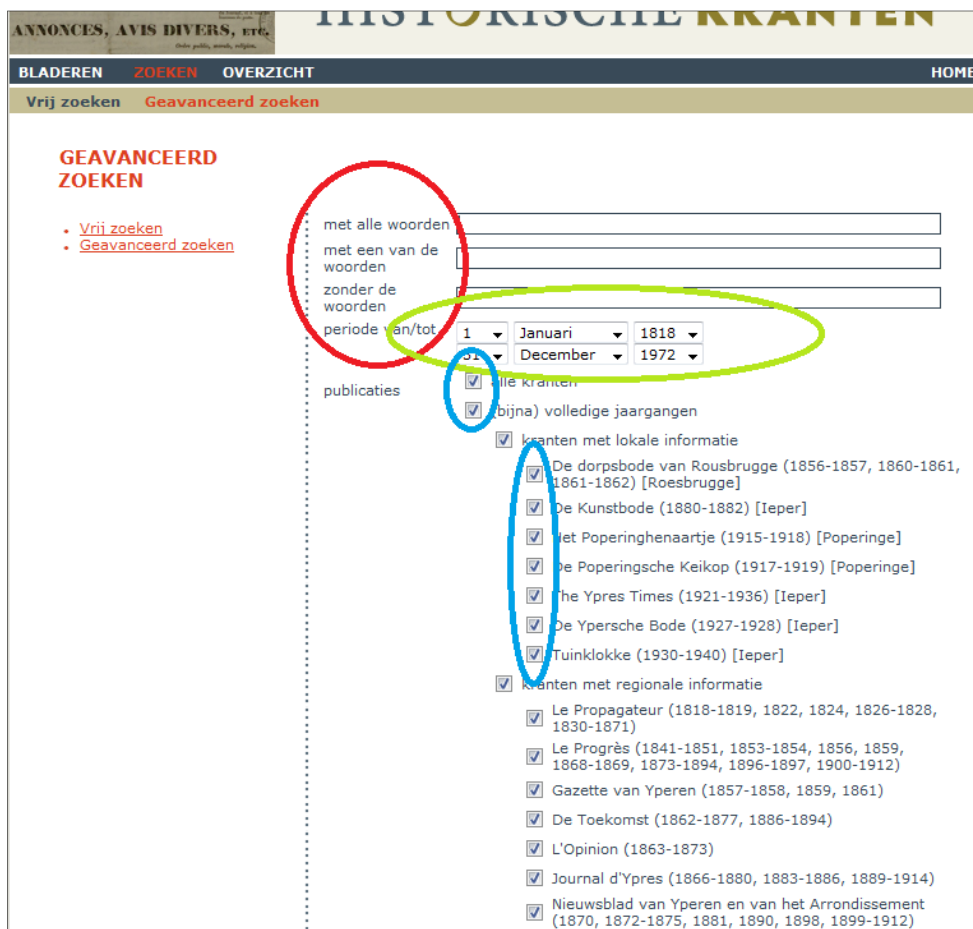 ANNONCES, AVIS DIVERS, ETC.
HISTORISCHE KRANTEN
BLADEREN ZOEKEN OVERZICHT HOME
Vrij zoeken Geavanceerd zoeken
GEAVANCEERD
ZOEKEN
Vrij zoeken
Geavanceerd zoeken
met alle woorden
met een van de
woorden
zonder de
woorden
periode van/tot 1 Januari 1818
31 December 1972
publicaties alle kranten
(bijna) volledige jaargangen
kranten met lokale informatie
De dorpsbode van Rousbrugge (1856-1857, 1860-1861,
1861-1862) [Roesbrugge]
De Kunstbode (1880-1882) [Ieper]
Het Poperinghenaartje (1915-1918) [Poperinge]
De Poperingsche Keikop (1917-1919) [Poperinge]
The Ypres Times (1921-1936) [Ieper]
De Ypersche Bode (1927-1928) [Ieper]
Tuinklokke (1930-1940) [Ieper]
kranten met regionale informatie
Le Propagateur (1818-1819, 1822, 1824, 1826-1828,
1830-1871)
Le Progrès (1841-1851, 1853-1854, 1856, 1859,
1868-1869, 1873-1894, 1896-1897, 1900-1912)
Gazette van Yperen (1857-1858, 1859, 1861)
De Toekomst (1862-1877, 1886-1894)
L'Opinion (1863-1873)
Journal d'Ypres (1866-1880, 1883-1886, 1889-1914)
Nieuwsblad van Yperen en van het Arrondissement
(1870, 1872-1875, 1881, 1890, 1898, 1899-1912)